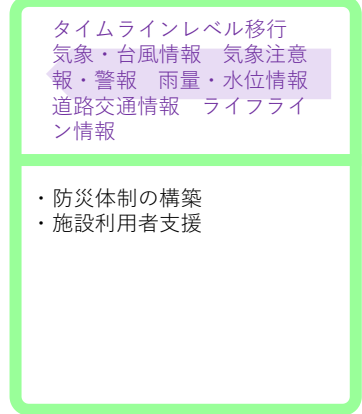 タイムラインレベル移行
気象・台風情報　気象注意
報・警報　雨量・水位情報
道路交通情報　ライフライ
ン情報
・防災体制の構築
・施設利用者支援